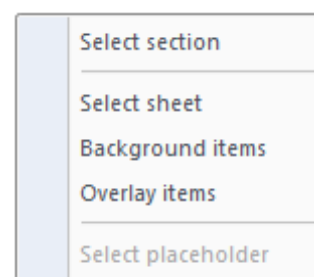 Select section
Select sheet
Background items
Overlay items
Select placeholder